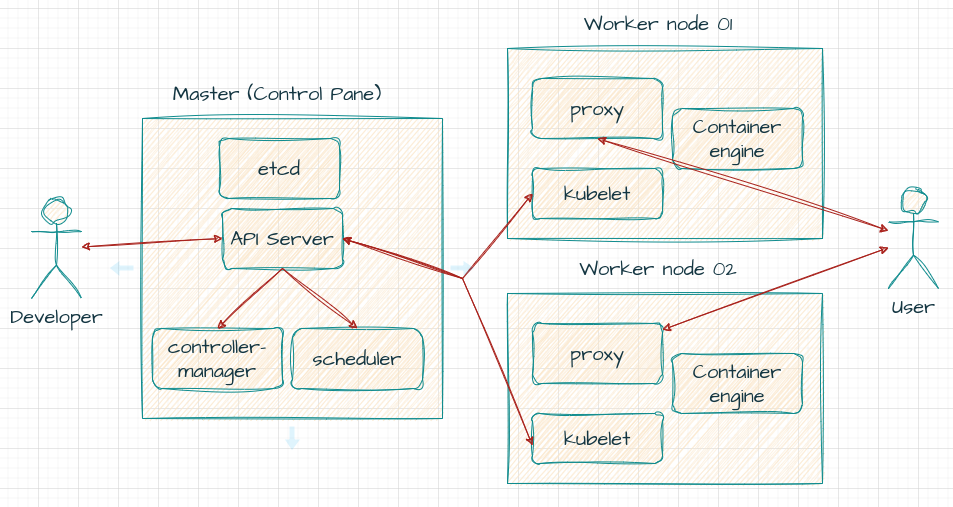 Worker node 01
Master (Control Pane)
proxy
Container
engine
etcd
kubelet
API Server
Developer
Worker node 02
User
controller-
manager
scheduler
proxy
Container
engine
kubelet